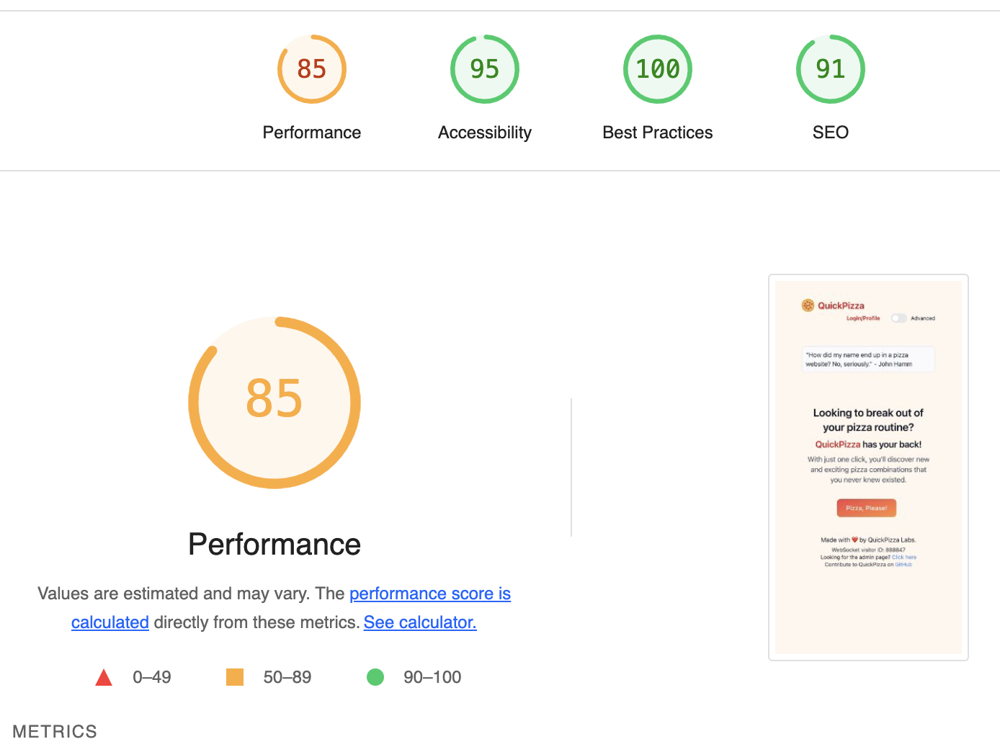 85
95
100
91
Performance
Accessibility
Best Practices
SEO
85
Performance
Values are estimated and may vary. The performance score is
calculated directly from these metrics. See calculator.
0–49
50–89
90–100
METRICS
QuickPizza
Login/Profile
Advanced
"How did my name end up in a pizza
website? No, seriously." - John Hamm
Looking to break out of
your pizza routine?
QuickPizza has your back!
With just one click, you'll discover new
and exciting pizza combinations that
you never knew existed.
Pizza, Please!
Made with ❤️ by QuickPizza Labs.
WebSocket visitor ID: 888847
Looking for the admin page? Click here
Contribute to QuickPizza on GitHub